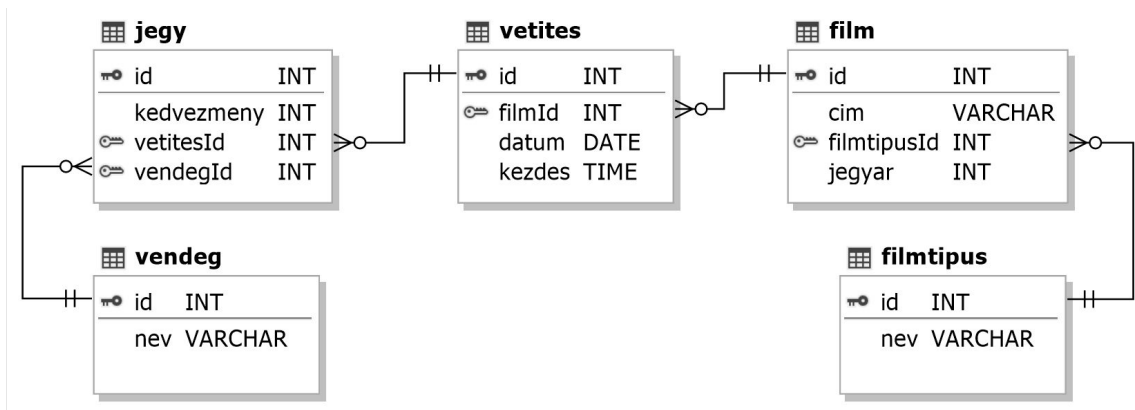 jegy
id INT
kedvezmeny INT
vetitesId INT
vendegId INT
vetites
id INT
filmId INT
datum DATE
kezdes TIME
film
id INT
cim VARCHAR
filmtipusId INT
jegyar INT
vendeg
id INT
nev VARCHAR
filmtipus
id INT
nev VARCHAR